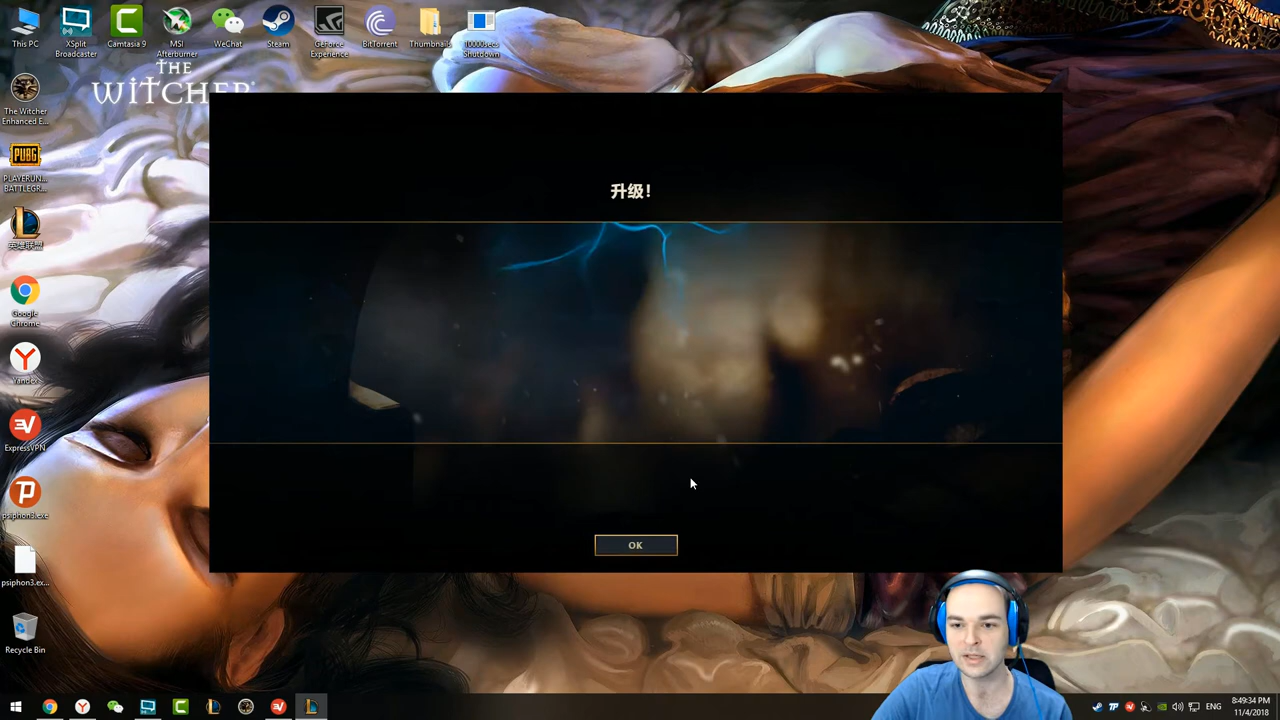 This PC
XSplit
Broadcaster
Camtasia 9
MSI
Afterburner
WeChat
Steam
GeForce
Experience
BitTorrent
Thumbnails
10000secs
Shutdown
THE
WITCHER
The Witcher
Enhanced E...
PUBG
PLAYERUN...
BATTLEGR...
英雄联盟
Google
Chrome
Yandex
ExpressVPN
psiphon3.exe
psiphon3.ex...
Recycle Bin
升级!
OK
ENG
8:49:34 PM
11/4/2018